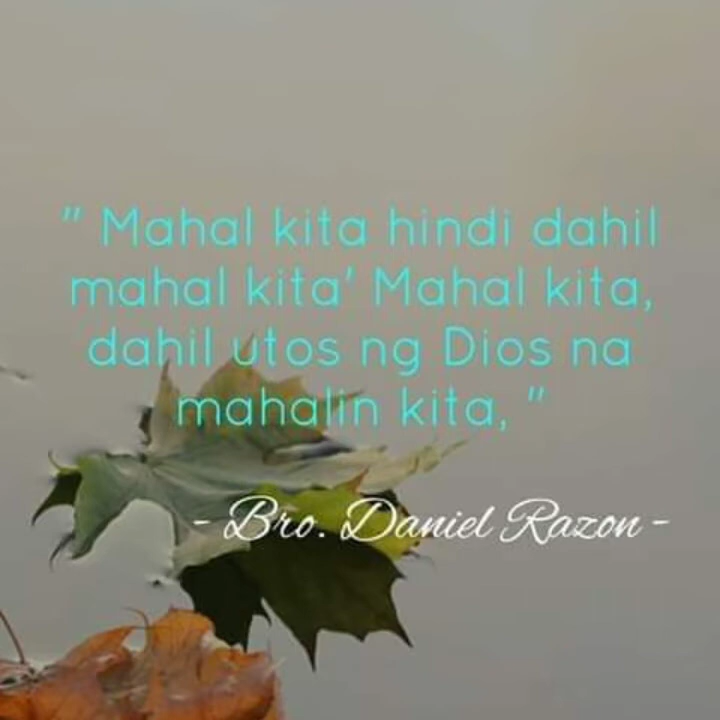 " Mahal kita hindi dahil
mahal kita' Mahal kita,
dahil utos ng Dios na
mahalin kita, "
- Bro. Daniel Razon -